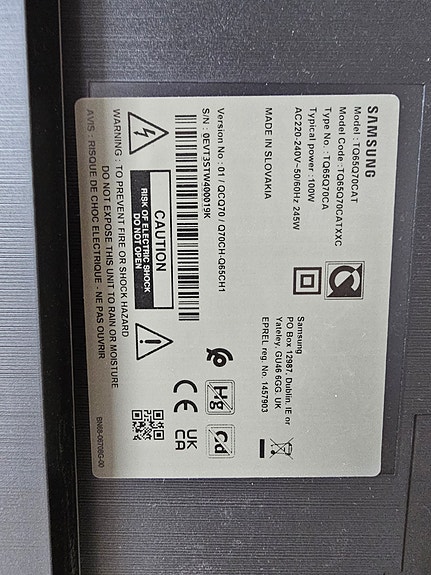 SAMSUNG
Model : TQ65Q70CAT
Model Code : TQ65Q70CATXXC
Type No. : TQ65Q70CA
Typical power : 100W
AC220-240V~50/60Hz 245W
MADE IN SLOVAKIA
Samsung
PO Box 12987, Dublin. IE or
Yateley, GU46 6GG. UK
EPREL reg. No. 1457903
Version No : 01 / QCQ70 / Q70CH-Q65CH1
S/N : 0EVT3STW400019K
Hg
Cd
CE
UK
CA
CAUTION
RISK OF ELECTRIC SHOCK
DO NOT OPEN
WARNING : TO PREVENT FIRE OR SHOCK HAZARD
DO NOT EXPOSE THIS UNIT TO RAIN OR MOISTURE
AVIS : RISQUE DE CHOC ELECTRIQUE - NE PAS OUVRIR
BN68-06708G-00